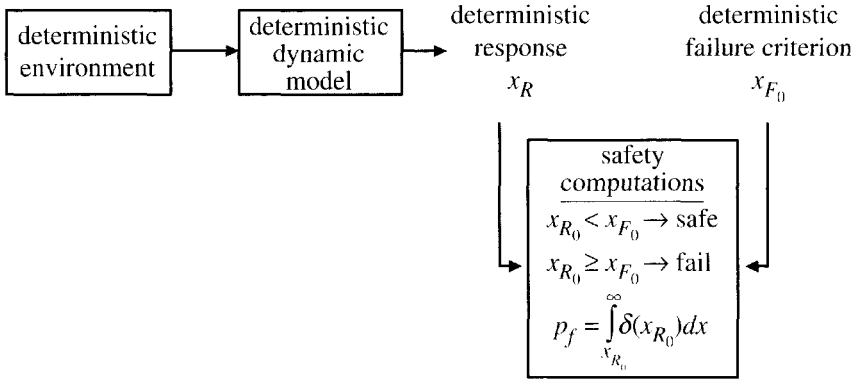 deterministic
environment
deterministic
dynamic
model
deterministic
response
x_R
deterministic
failure criterion
x_{F_0}
safety
computations
x_{R_0} < x_{F_0} → safe
x_{R_0} ≥ x_{F_0} → fail
p_f = ∫_{x_{R_0}}^{∞} δ(x_{R_0})dx